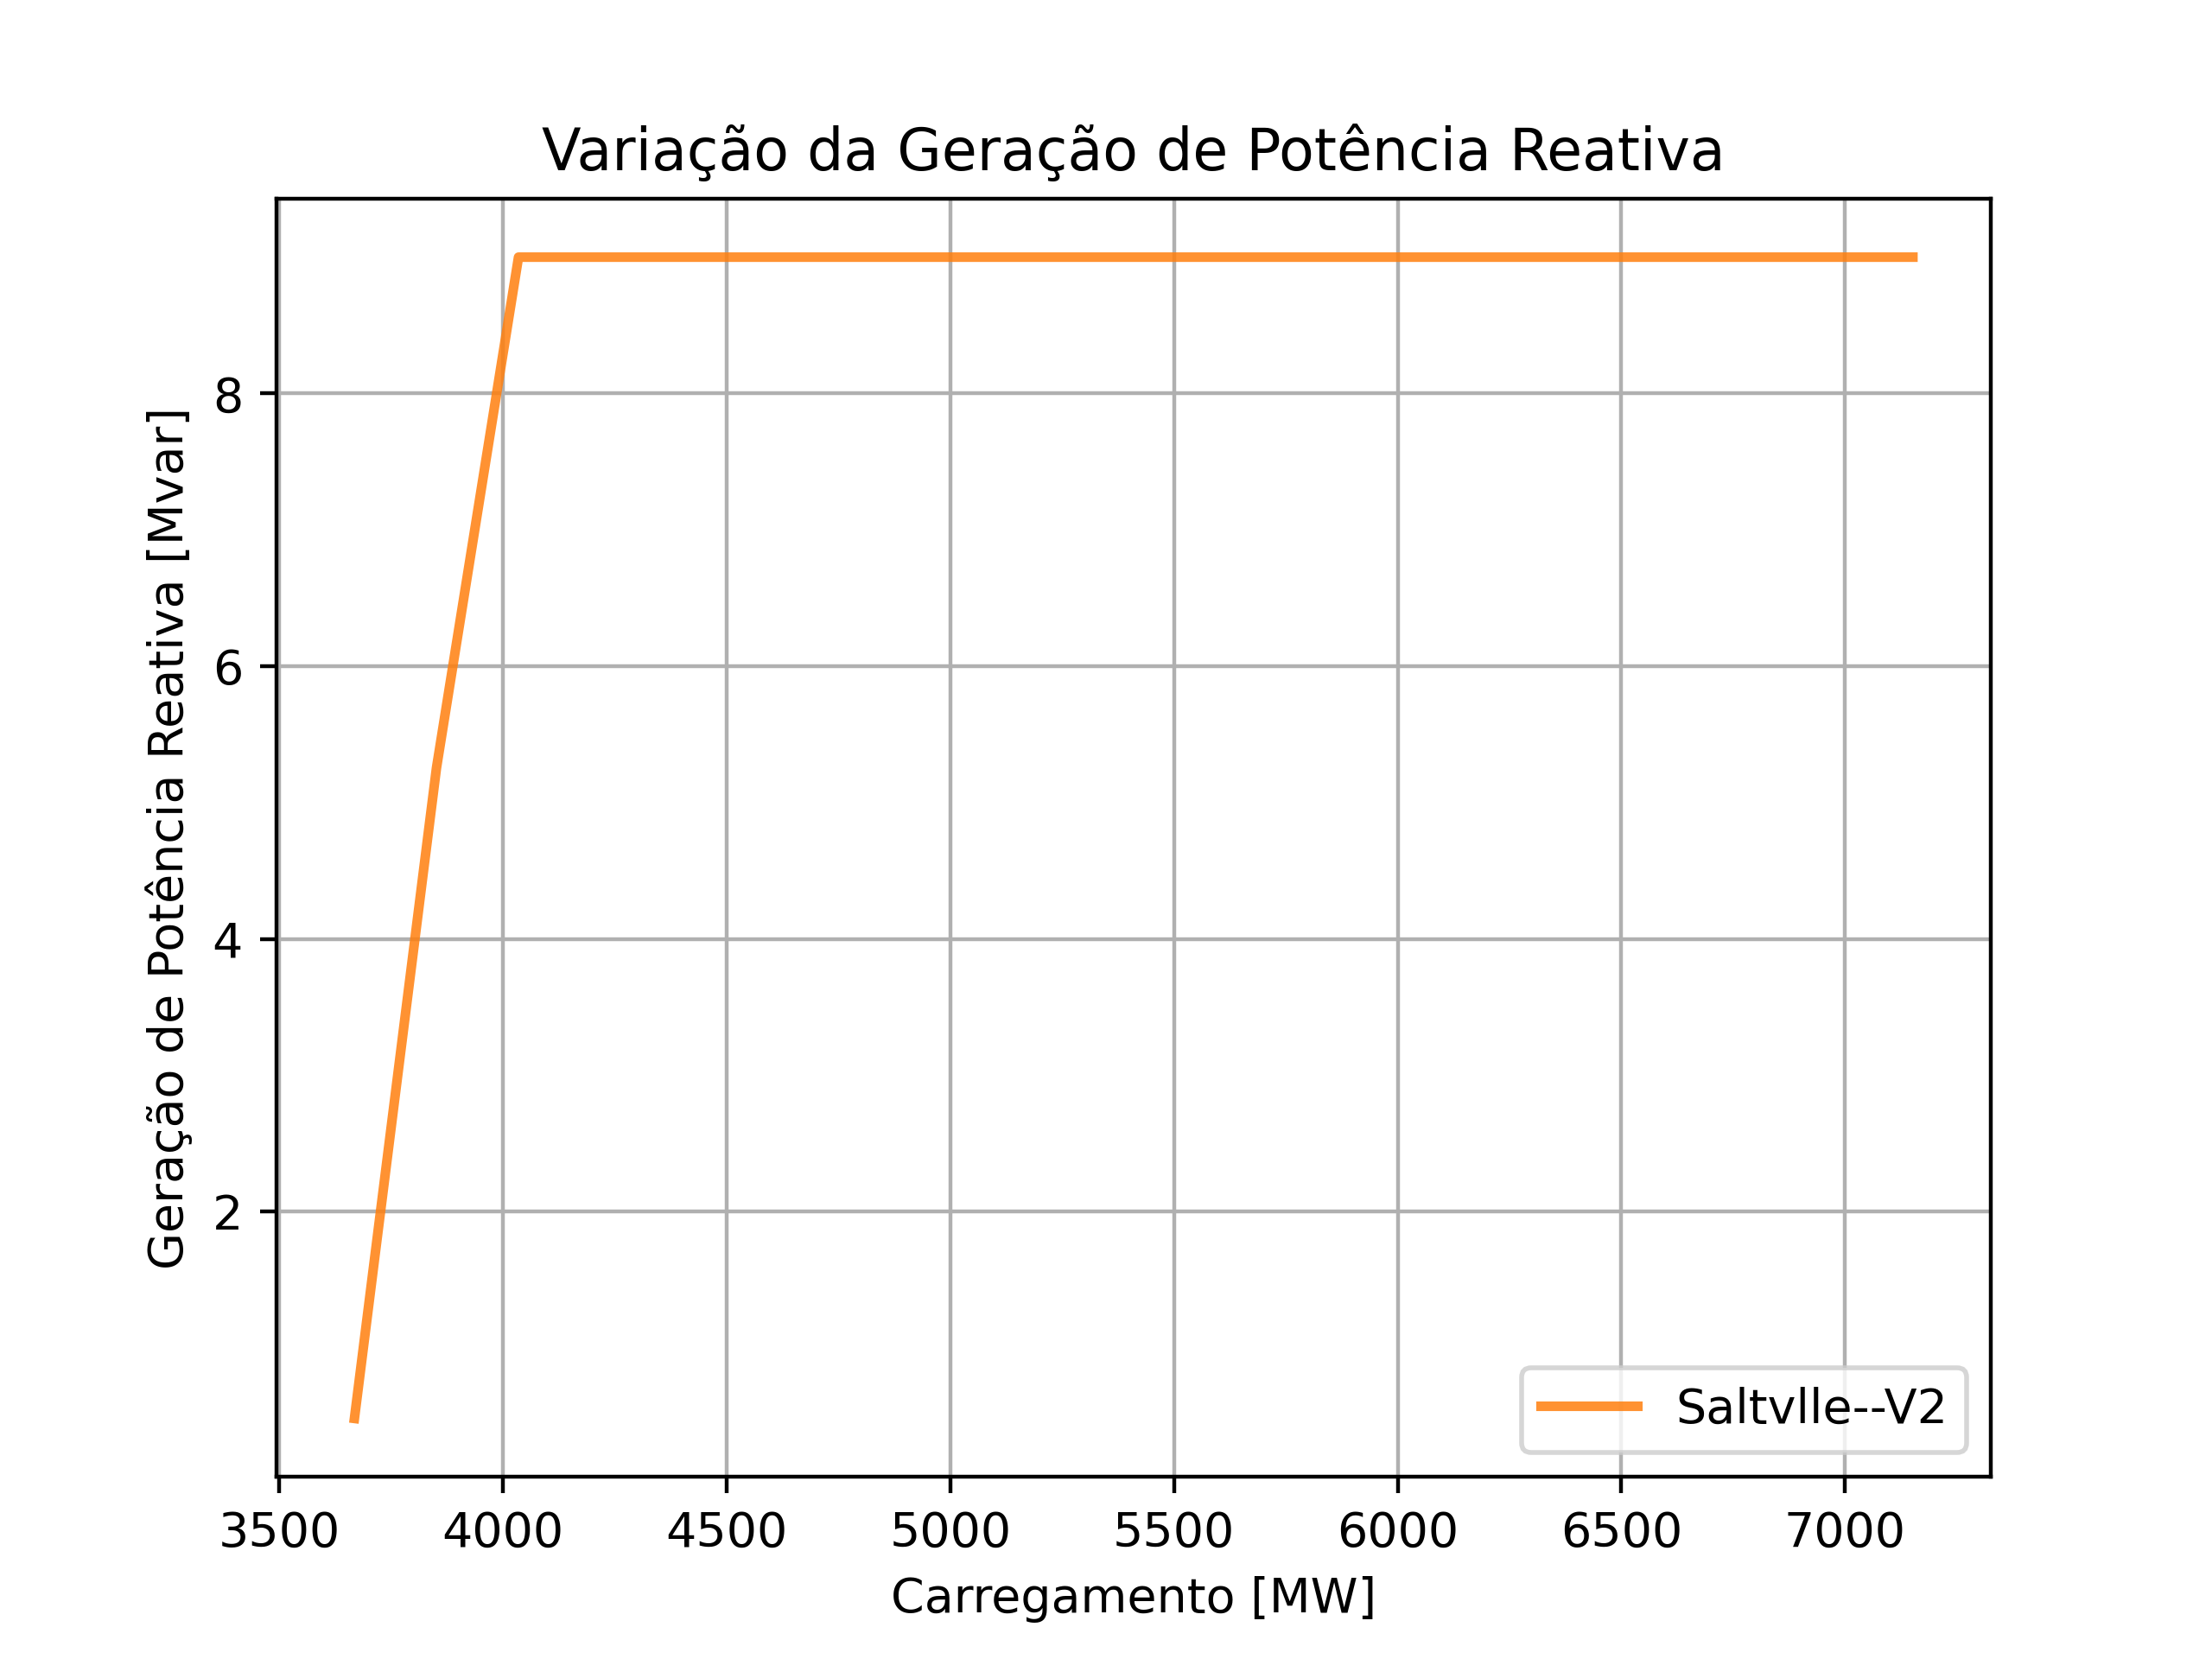 Variação da Geração de Potência Reativa
Geração de Potência Reativa [Mvar]
8
6
4
2
Saltvlle--V2
3500 4000 4500 5000 5500 6000 6500 7000
Carregamento [MW]